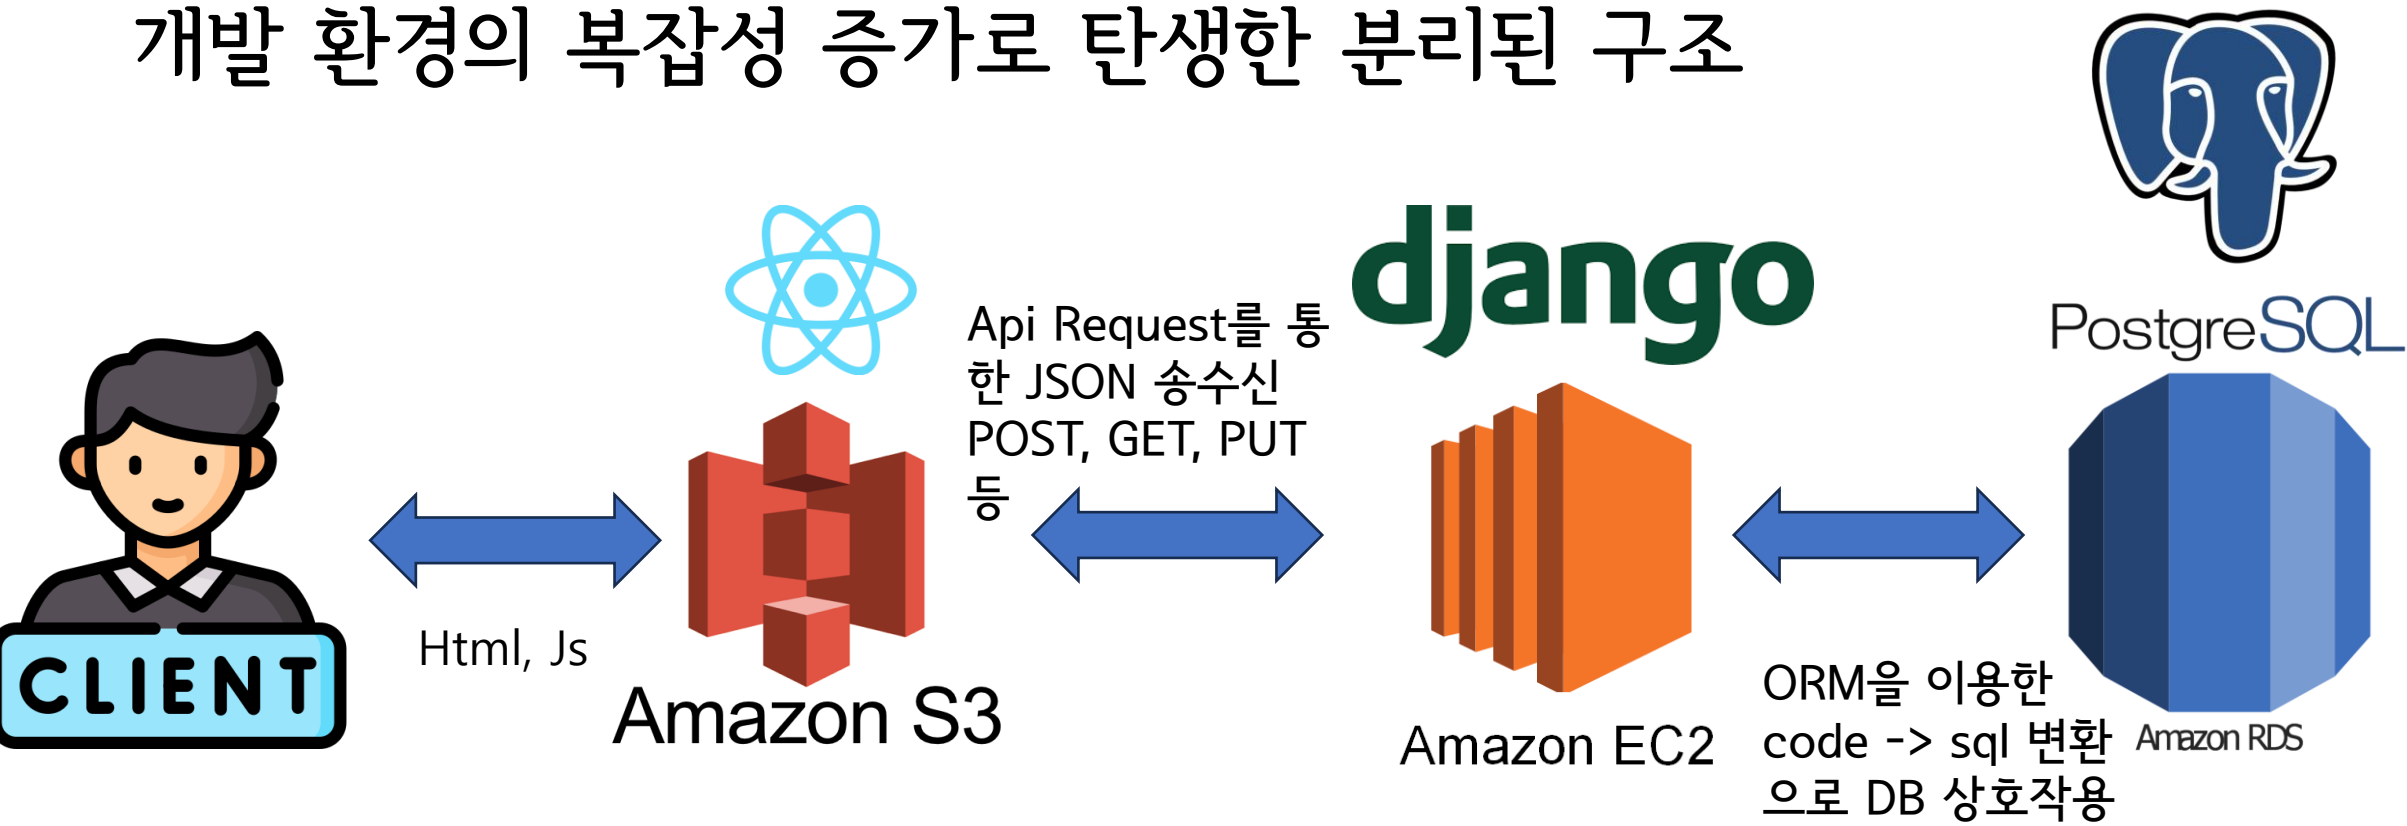 개발 환경의 복잡성 증가로 탄생한 분리된 구조
CLIENT
Html, Js
Amazon S3
Api Request를 통
한 JSON 송수신
POST, GET, PUT
등
django
Amazon EC2
ORM을 이용한
code -> sql 변환
으로 DB 상호작용
PostgreSQL
Amazon RDS